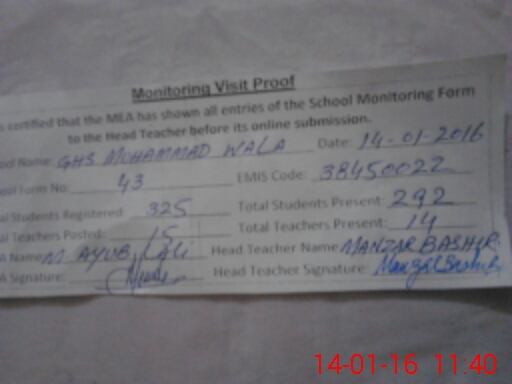 Monitoring Visit Proof
s certified that the MEA has shown all entries of the School Monitoring Form
to the Head Teacher before its online submission.
ool Name: GHS MOHAMMAD WALA Date: 14-01-2016
ool Form No: 43 EMIS Code: 38450022
al Students Registered 325 Total Students Present: 292
al Teachers Posted: 15 Total Teachers Present: 14
A Name M. AYUB Head Teacher Name MANZAR BASHIR
A Signature: Head Teacher Signature:
14-01-16 11:40